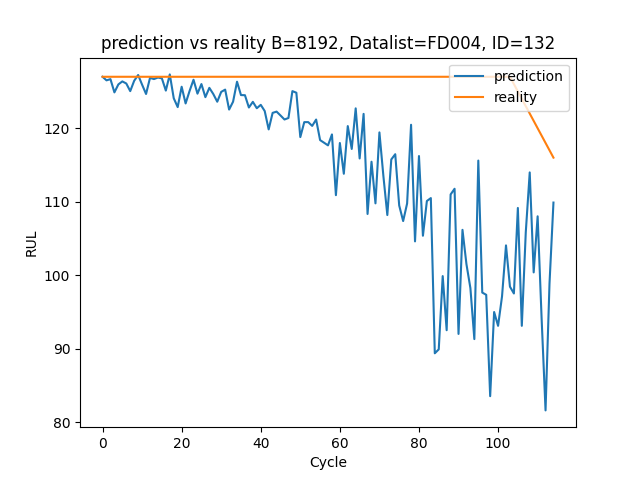 prediction vs reality B=8192, Datalist=FD004, ID=132
prediction
reality
120
110
100
90
80
RUL
0 20 40 60 80 100
Cycle